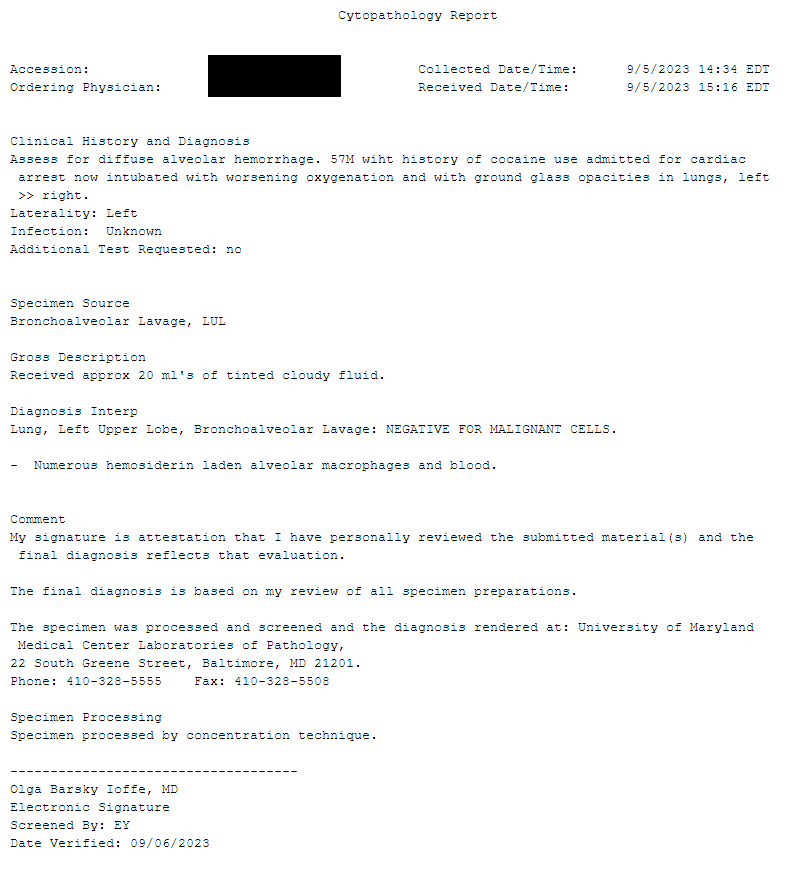 Cytopathology Report
Accession: Collected Date/Time: 9/5/2023 14:34 EDT
Ordering Physician: Received Date/Time: 9/5/2023 15:16 EDT
Clinical History and Diagnosis
Assess for diffuse alveolar hemorrhage. 57M wiht history of cocaine use admitted for cardiac
arrest now intubated with worsening oxygenation and with ground glass opacities in lungs, left
>> right.
Laterality: Left
Infection: Unknown
Additional Test Requested: no
Specimen Source
Bronchoalveolar Lavage, LUL
Gross Description
Received approx 20 ml's of tinted cloudy fluid.
Diagnosis Interp
Lung, Left Upper Lobe, Bronchoalveolar Lavage: NEGATIVE FOR MALIGNANT CELLS.
- Numerous hemosiderin laden alveolar macrophages and blood.
Comment
My signature is attestation that I have personally reviewed the submitted material(s) and the
final diagnosis reflects that evaluation.
The final diagnosis is based on my review of all specimen preparations.
The specimen was processed and screened and the diagnosis rendered at: University of Maryland
Medical Center Laboratories of Pathology,
22 South Greene Street, Baltimore, MD 21201.
Phone: 410-328-5555 Fax: 410-328-5508
Specimen Processing
Specimen processed by concentration technique.
------------------------------------
Olga Barsky Ioffe, MD
Electronic Signature
Screened By: EY
Date Verified: 09/06/2023